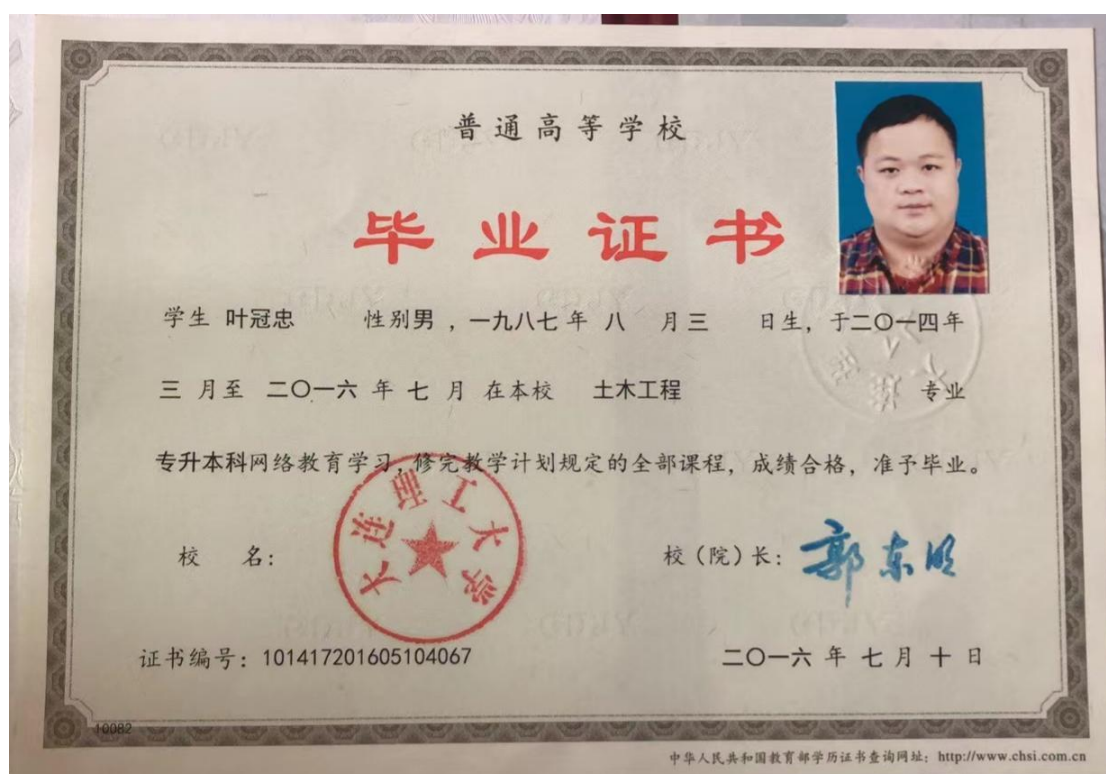 普通高等学校
毕业证书
学生 叶冠忠 性别男，一九八七年 八 月三 日生，于二〇一四年
三 月至 二〇一六 年 七 月 在本校 土木工程 专业
专升本科网络教育学习，修完教学计划规定的全部课程，成绩合格，准予毕业。
校 名：
大连理工大学
校（院）长：
郭东明
证书编号：101417201605104067
二〇一六 年 七 月 十 日
10082
中华人民共和国教育部学历证书查询网址：http://www.chsi.com.cn